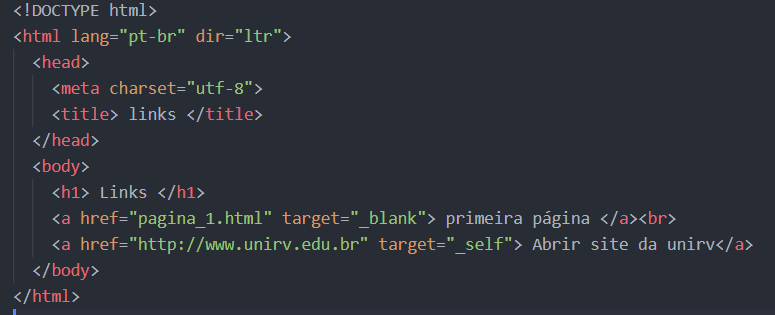 <!DOCTYPE html>
<html lang="pt-br" dir="ltr">
<head>
<meta charset="utf-8">
<title> links </title>
</head>
<body>
<h1> Links </h1>
<a href="pagina_1.html" target="_blank"> primeira página </a><br>
<a href="http://www.unirv.edu.br" target="_self"> Abrir site da unirv</a>
</body>
</html>